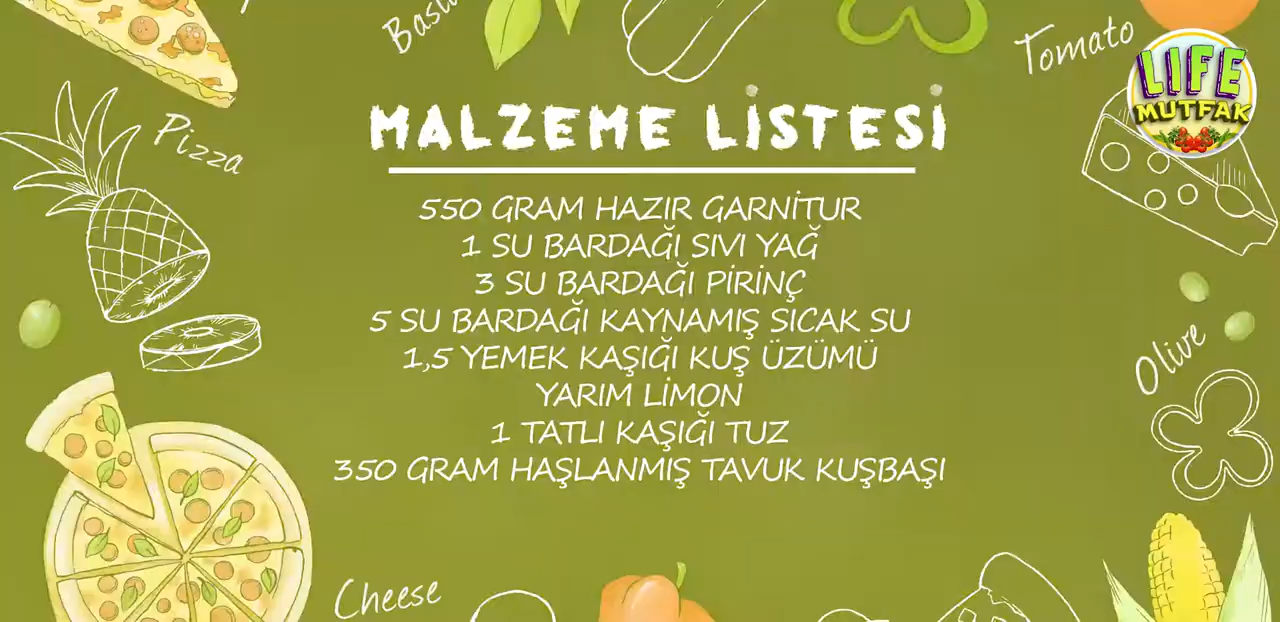 Tomato
LIFE
MUTFAK
MALZEME LİSTESİ
Pizza
550 GRAM HAZIR GARNİTUR
1 SU BARDAĞI SIVI YAĞ
3 SU BARDAĞI PİRİNÇ
5 SU BARDAĞI KAYNAMIŞ SICAK SU
1,5 YEMEK KAŞIĞI KUŞ ÜZÜMÜ
YARIM LİMON
1 TATLI KAŞIĞI TUZ
350 GRAM HAŞLANMIŞ TAVUK KUŞBAŞI
Olive
Cheese